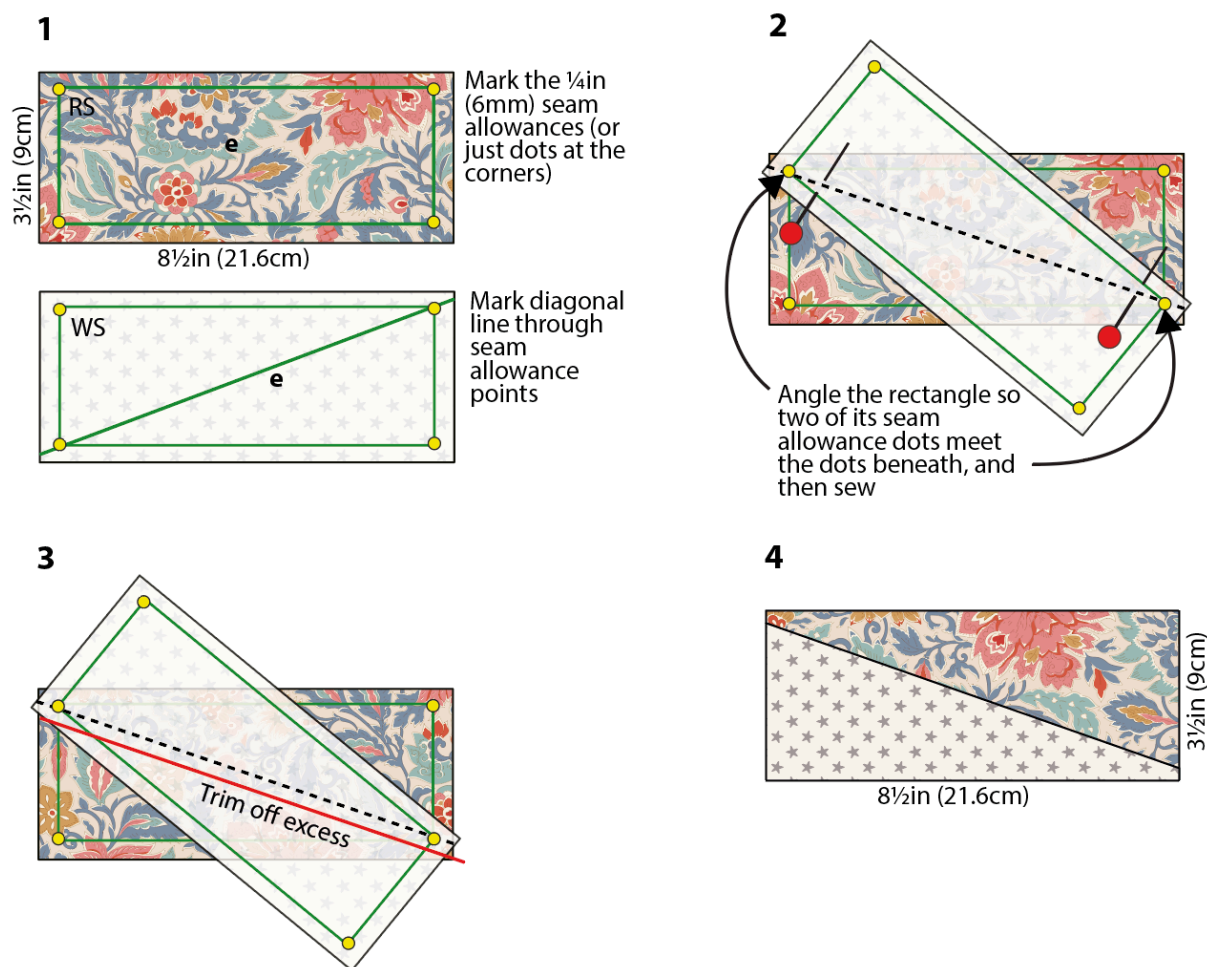 1
RS
e
3½in (9cm)
8½in (21.6cm)
Mark the ¼in
(6mm) seam
allowances (or
just dots at the
corners)
WS
e
Mark diagonal
line through
seam
allowance
points
2
Angle the rectangle so
two of its seam
allowance dots meet
the dots beneath, and
then sew
3
Trim off excess
4
3½in (9cm)
8½in (21.6cm)